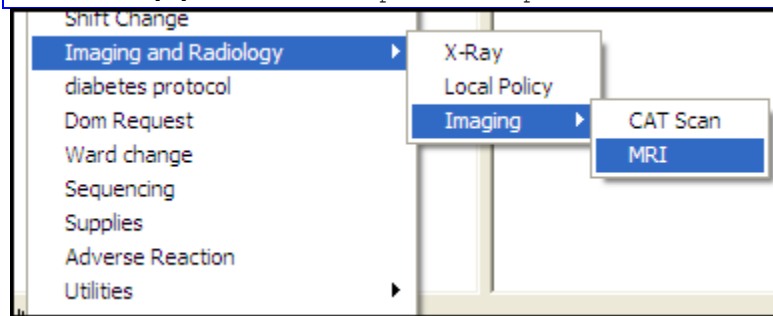 Shift Change
Imaging and Radiology
diabetes protocol
Dom Request
Ward change
Sequencing
Supplies
Adverse Reaction
Utilities
X-Ray
Local Policy
Imaging
CAT Scan
MRI